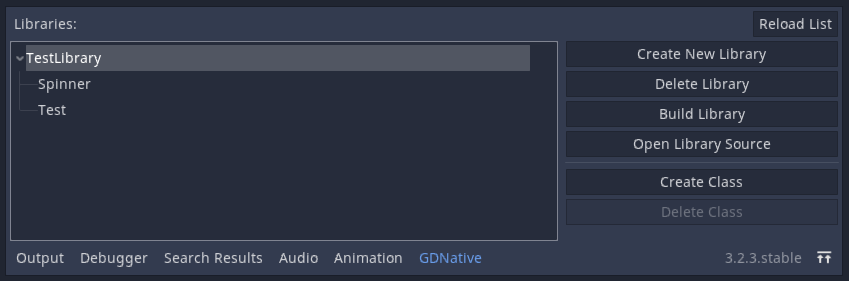 Libraries:
Reload List
TestLibrary
Spinner
Test
Create New Library
Delete Library
Build Library
Open Library Source
Create Class
Delete Class
Output Debugger Search Results Audio Animation GDNative 3.2.3.stable